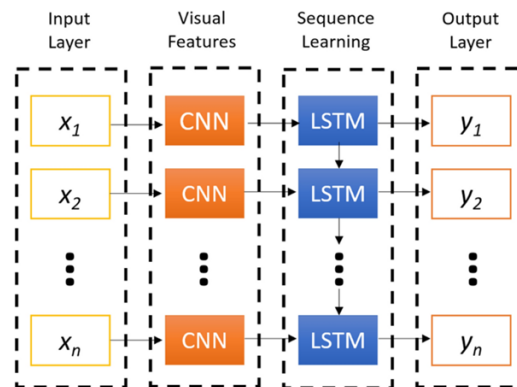 Input Layer
Visual Features
Sequence Learning
Output Layer
x1 CNN LSTM y1
x2 CNN LSTM y2
xn CNN LSTM yn